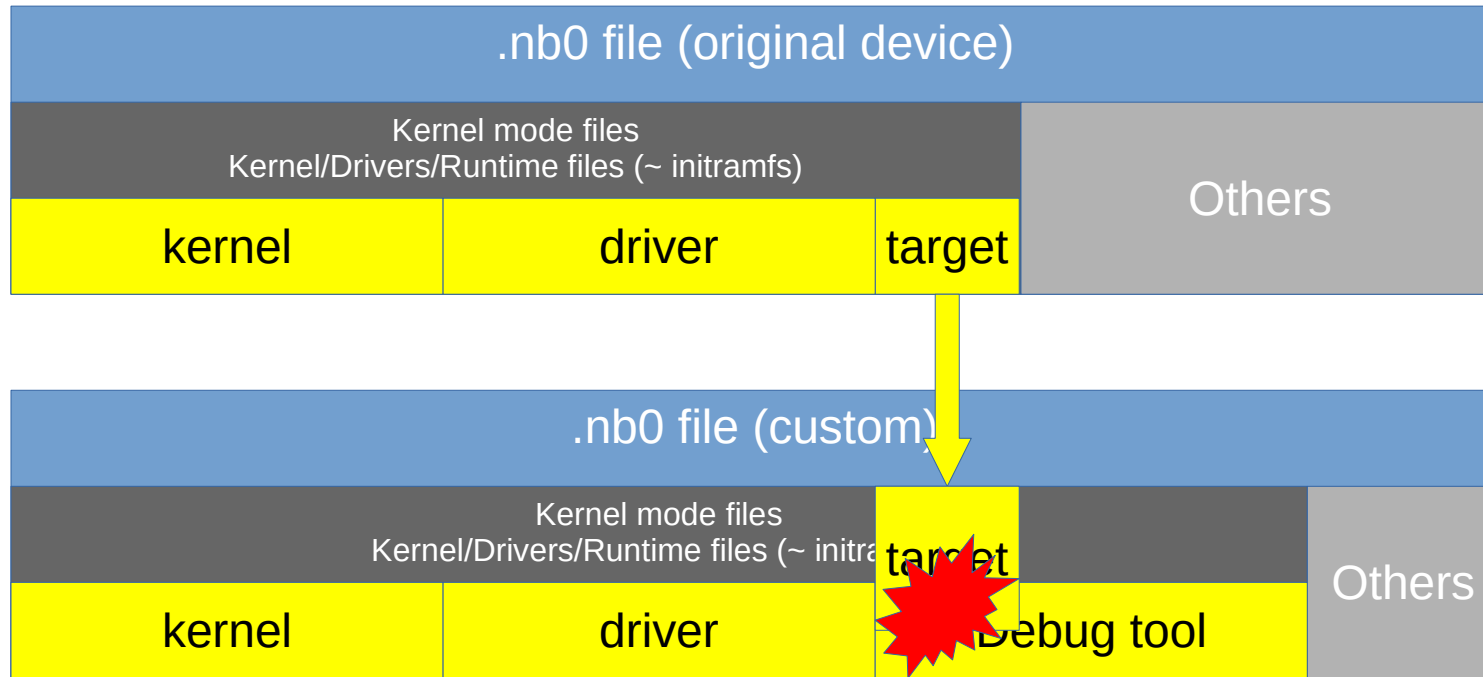 .nb0 file (original device)
Kernel mode files
Kernel/Drivers/Runtime files (~ initramfs)
Others
kernel
driver
target
.nb0 file (custom)
Kernel mode files
Kernel/Drivers/Runtime files (~ initra
target
Others
kernel
driver
Debug tool